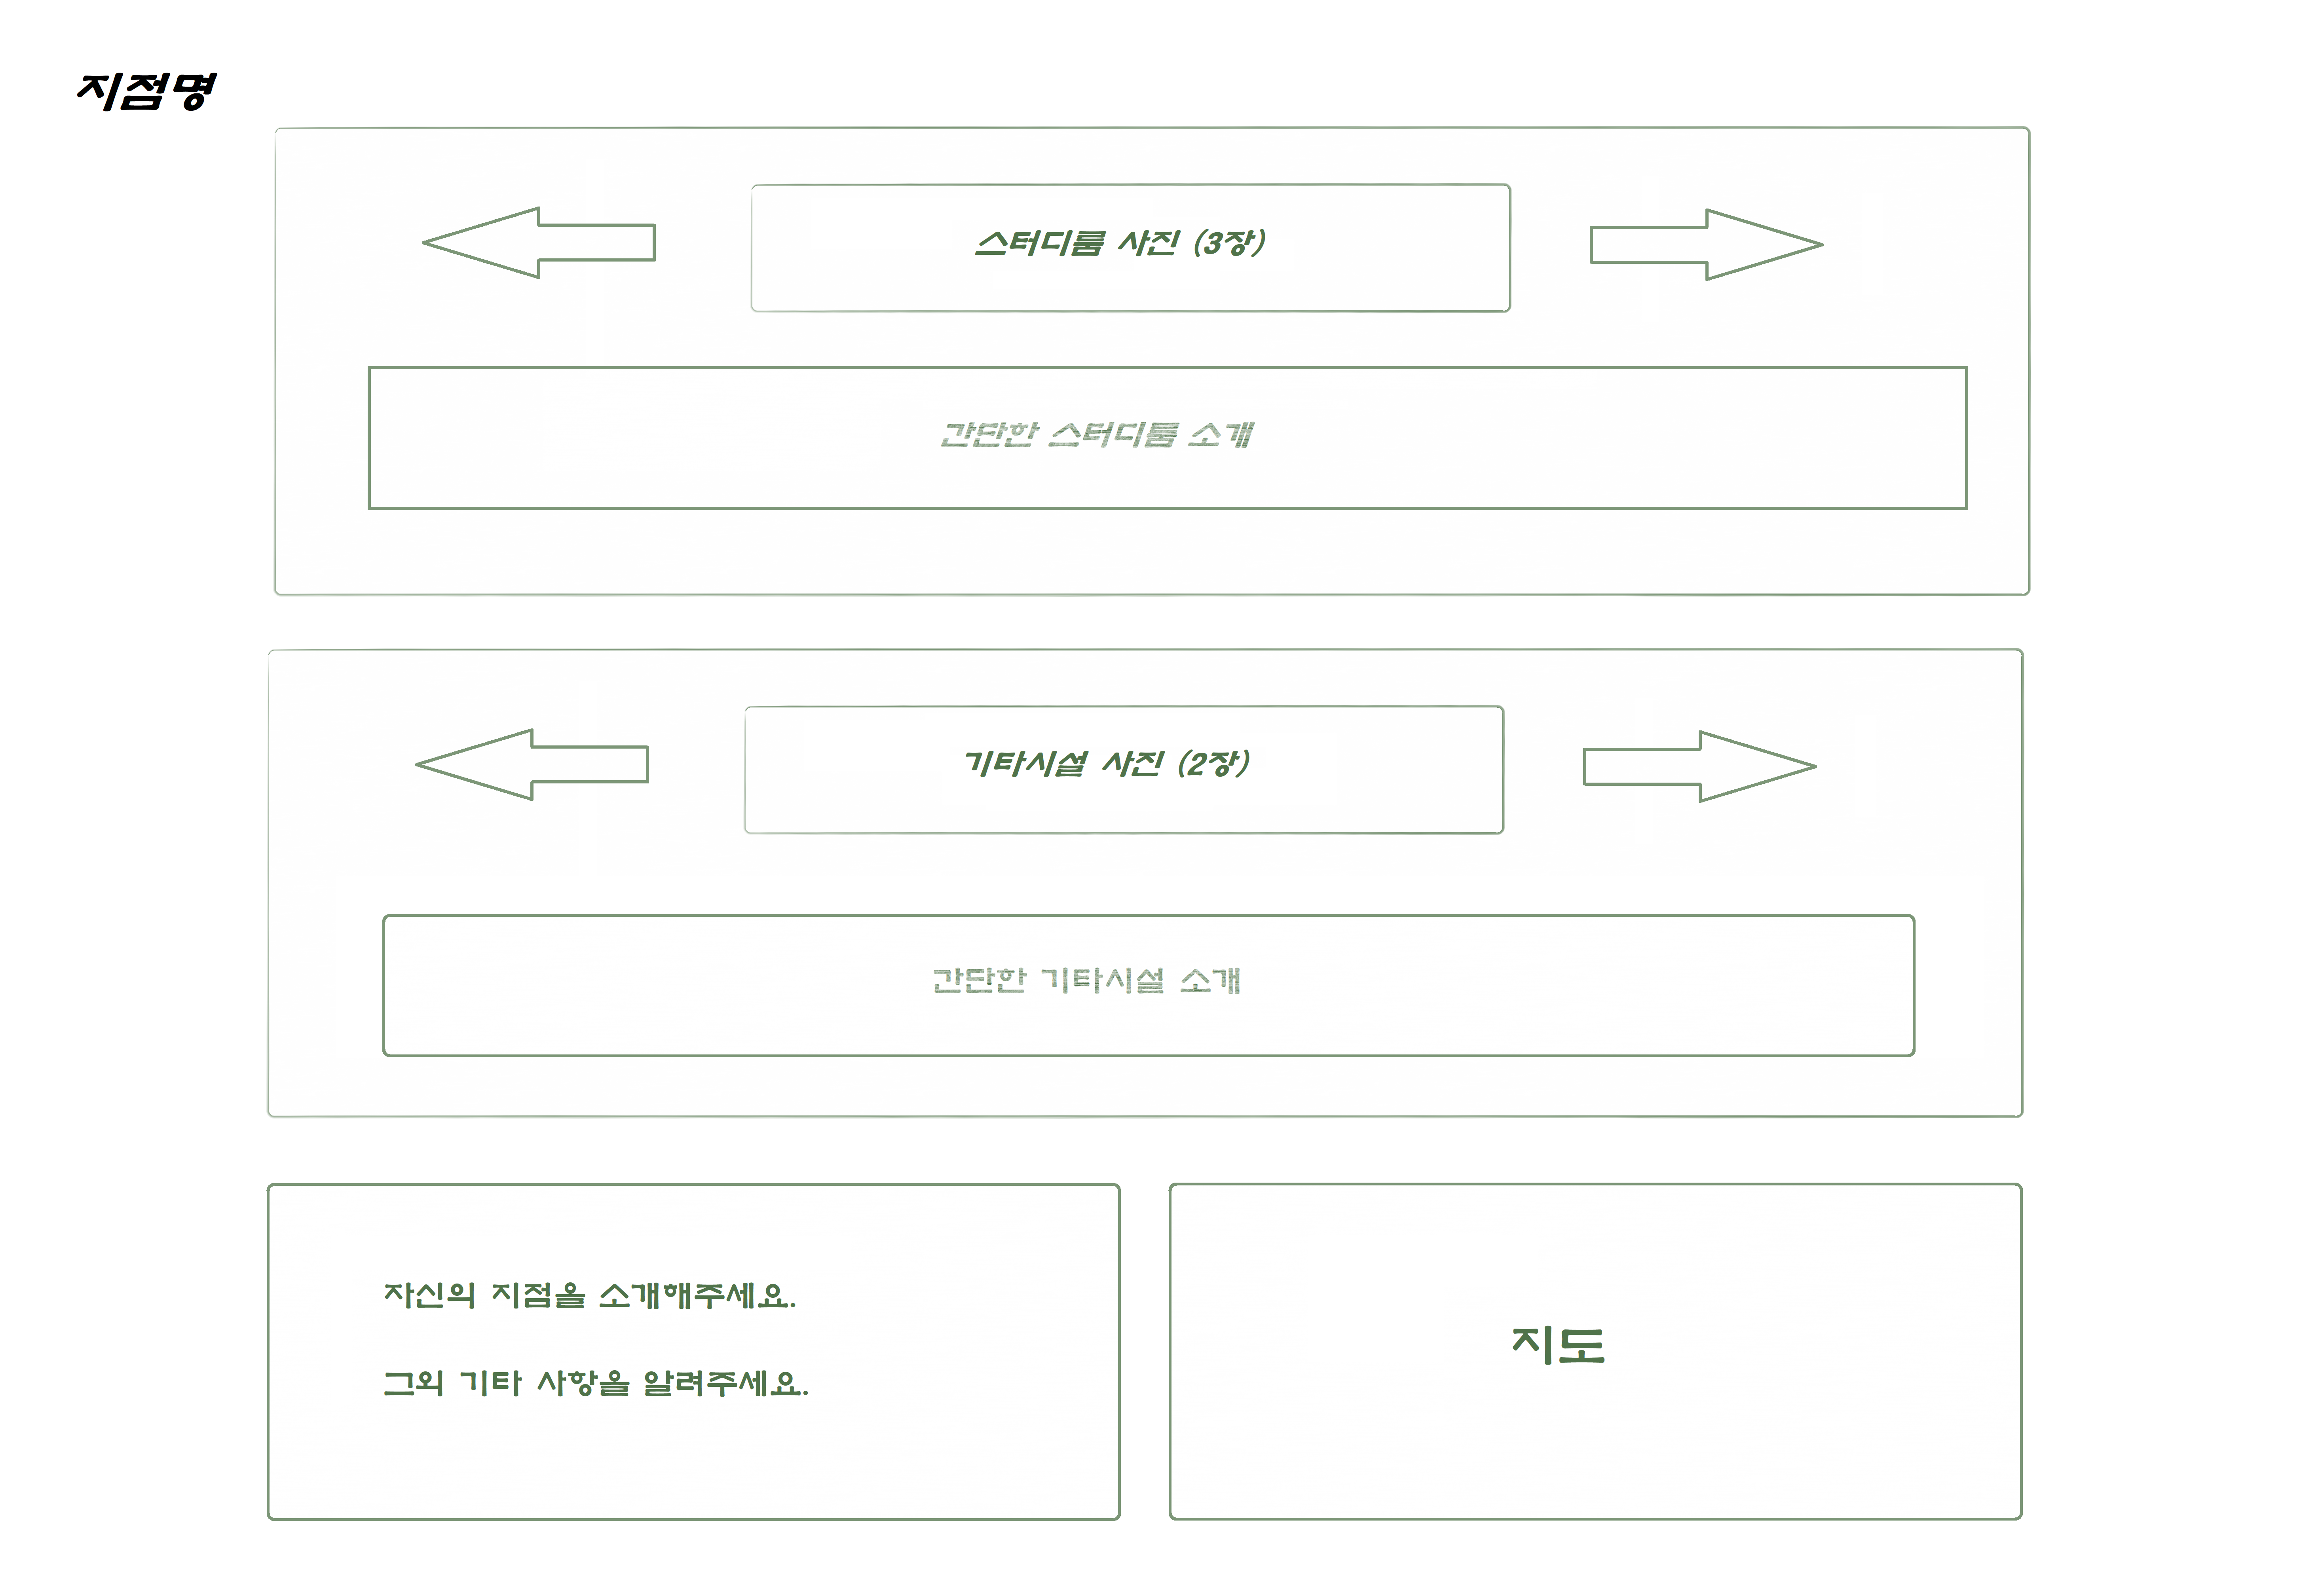 지점명
스터디룸 사진 (3장)
간단한 스터디룸 소개
기타시설 사진 (2장)
간단한 기타시설 소개
자신의 지점을 소개해주세요.
그외 기타 사항을 알려주세요.
지도